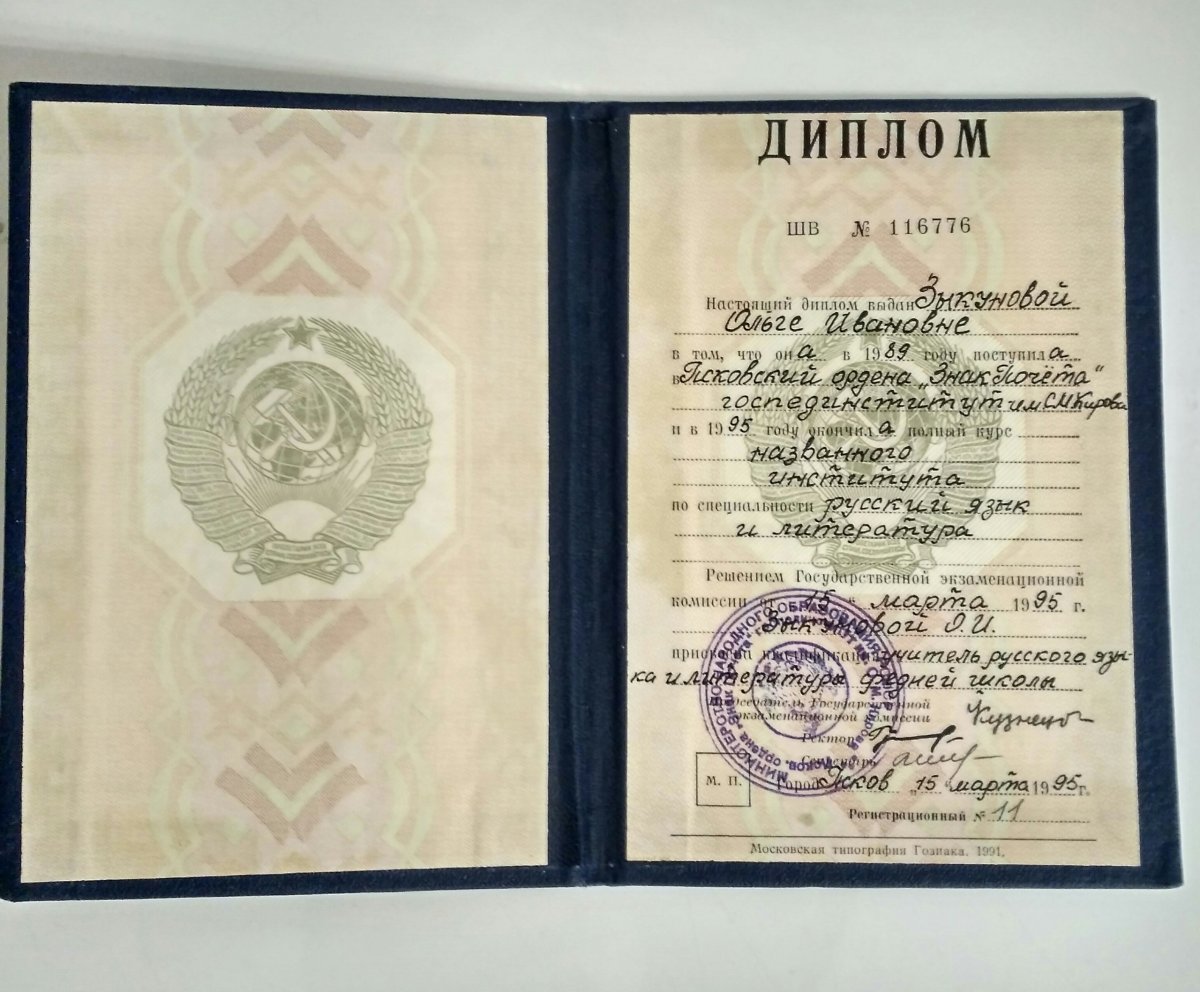 ДИПЛОМ
ШВ № 116776
Настоящий диплом выдан Зыкуновой
Ольге Ивановне
в том, что она в 1989 году поступила
в Псковский ордена „Знак Почёта“
госпединститут им С.М.Кирова
и в 1995 году окончила полный курс
названного
института
по специальности русский язык
и литература
Решением Государственной экзаменационной
комиссии от „15“ марта 1995 г.
Зыкуновой О.И.
присвоена квалификация учитель русского язы-
ка и литературы средней школы
Председатель Государственной
экзаменационной комиссии
Ректор
Секретарь
М. П.
город Псков „15“ марта 1995г.
Регистрационный № 11
Московская типография Гознака. 1991.